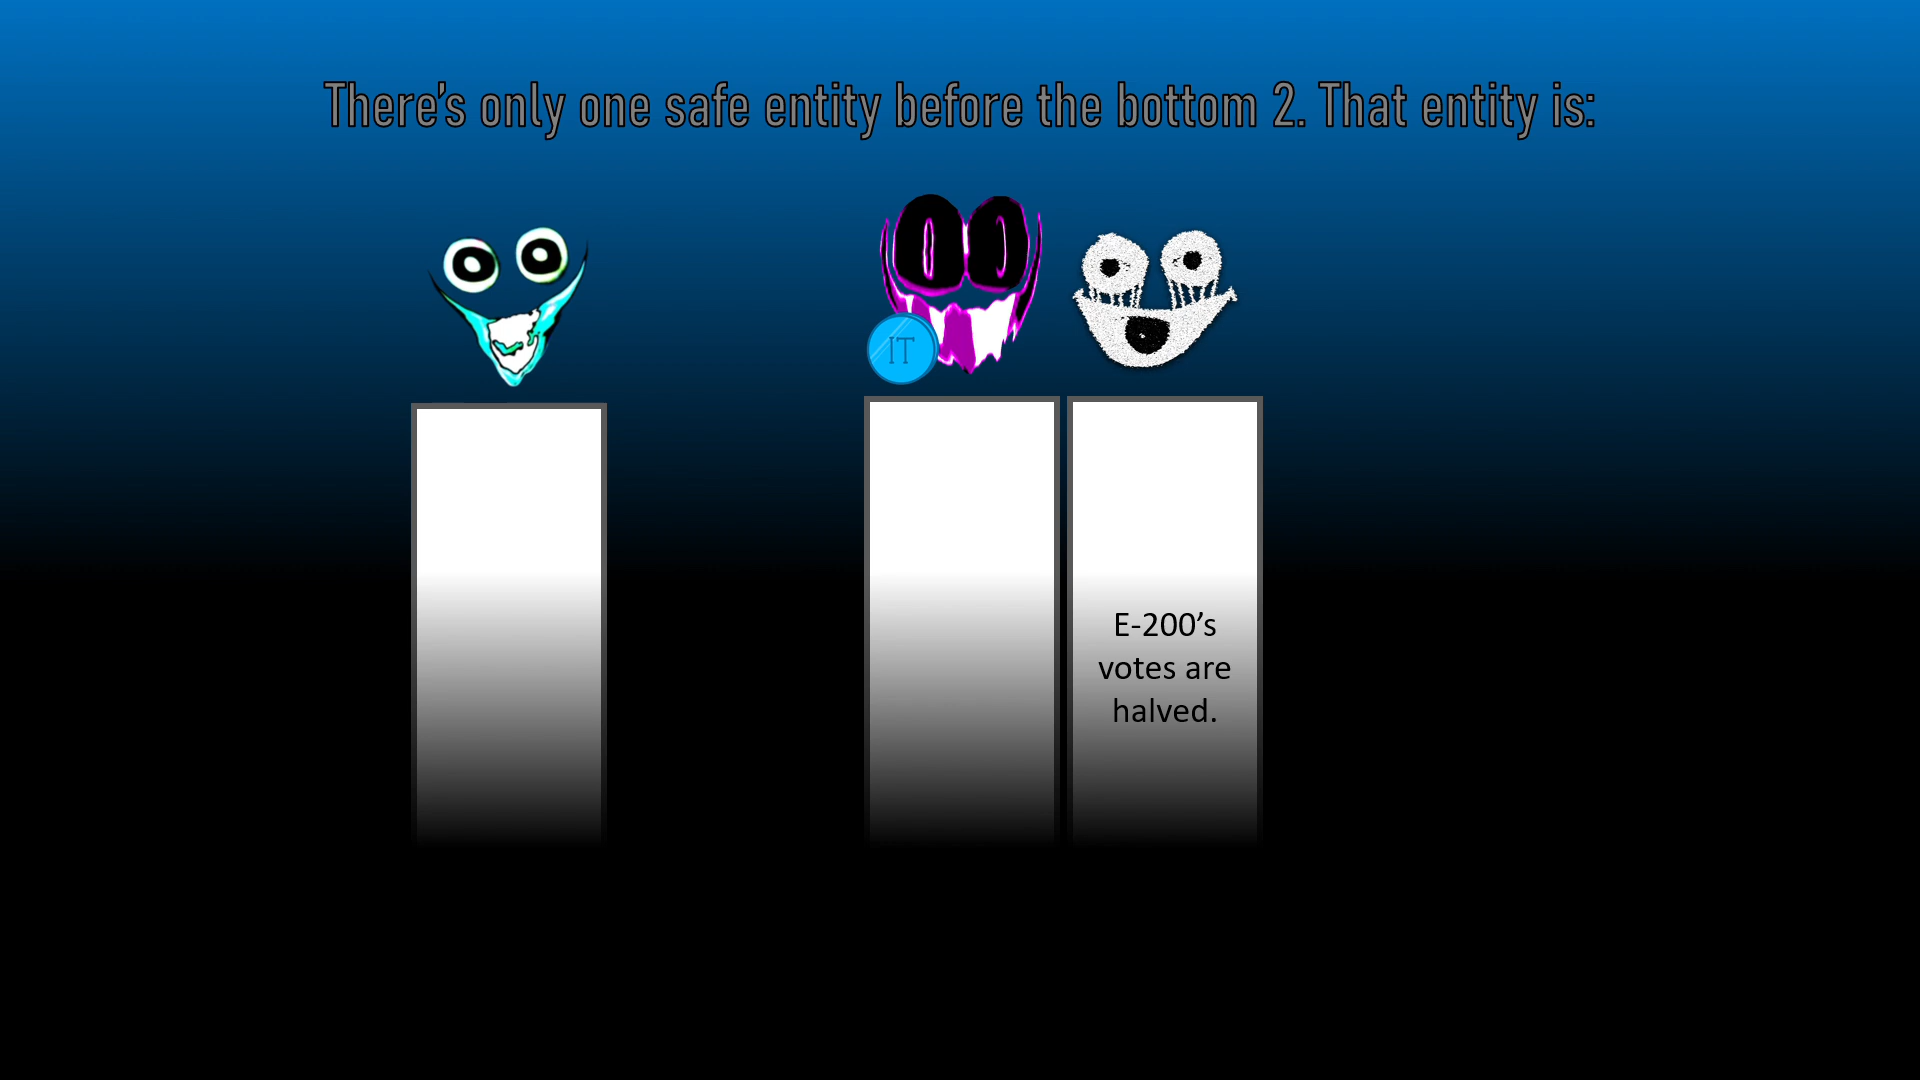 There's only one safe entity before the bottom 2. That entity is:
IT
E-200’s
votes are
halved.